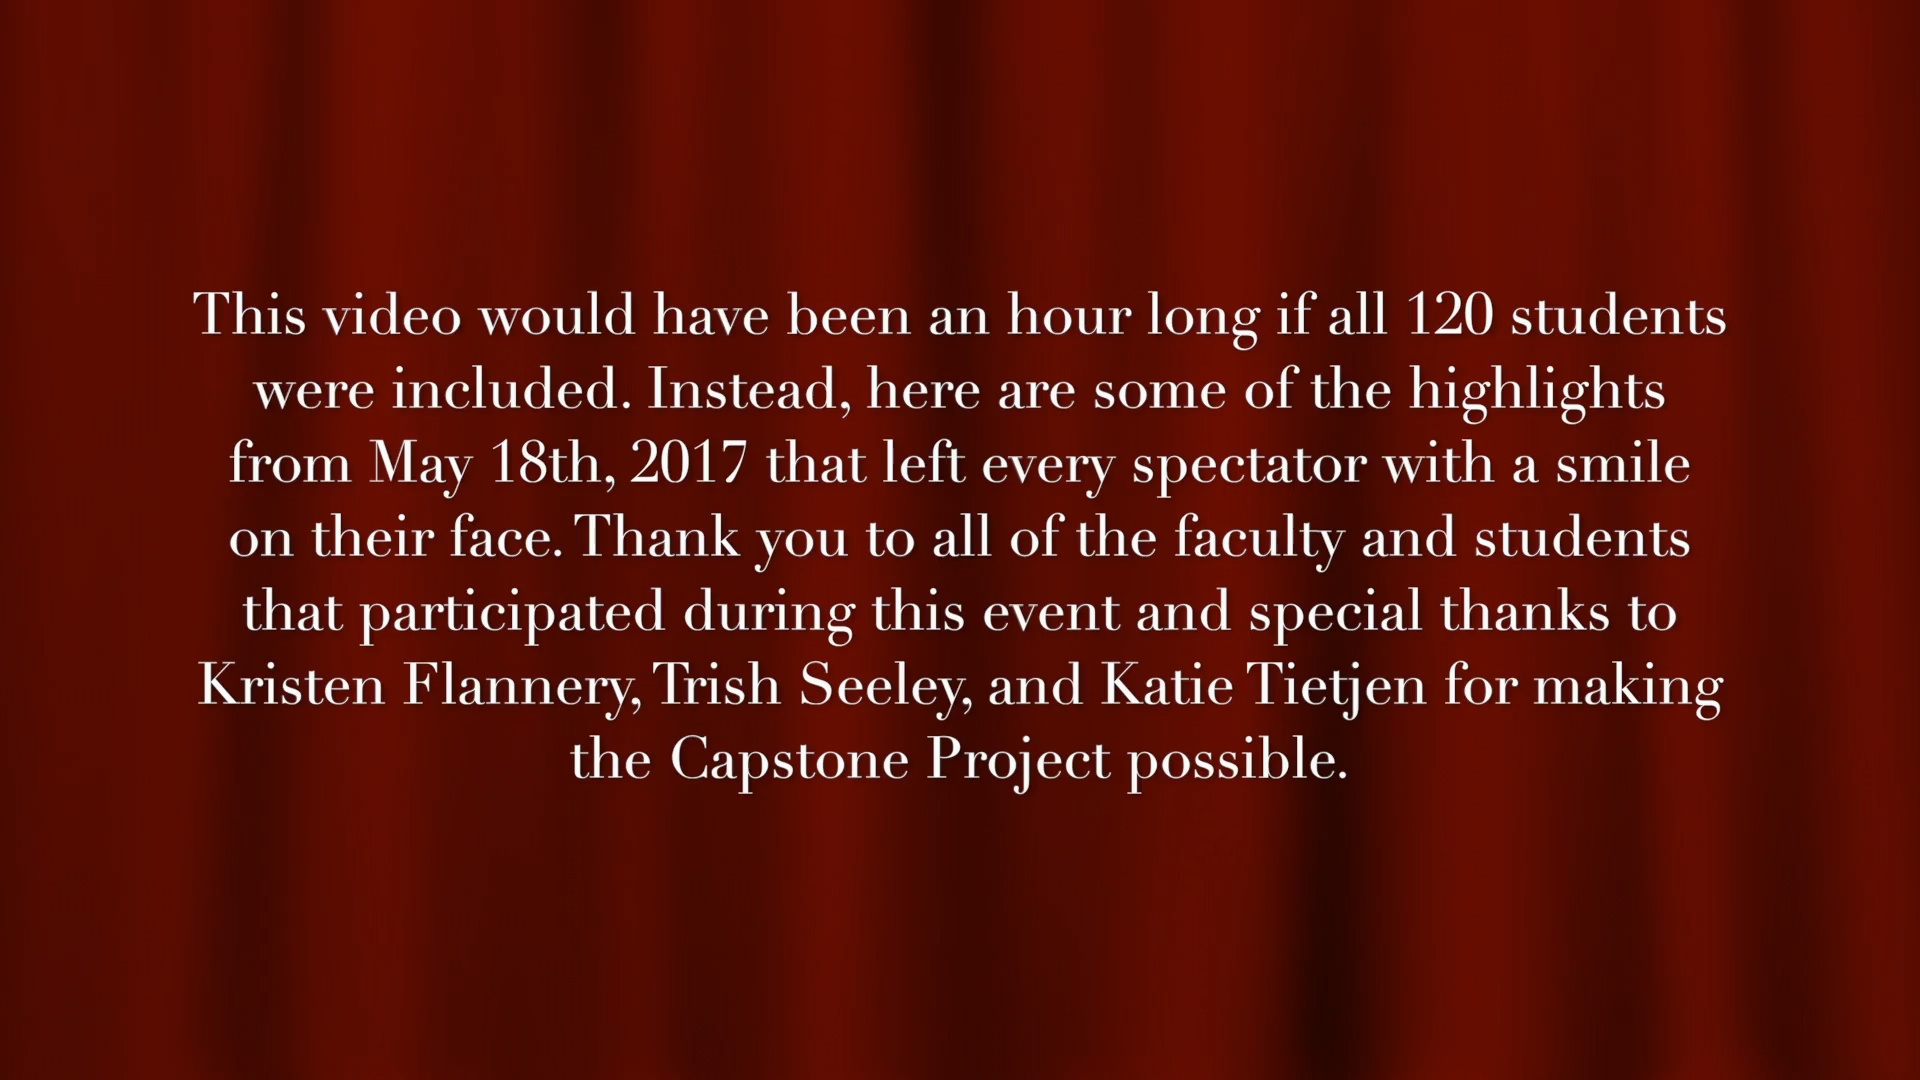 This video would have been an hour long if all 120 students
were included. Instead, here are some of the highlights
from May 18th, 2017 that left every spectator with a smile
on their face. Thank you to all of the faculty and students
that participated during this event and special thanks to
Kristen Flannery, Trish Seeley, and Katie Tietjen for making
the Capstone Project possible.